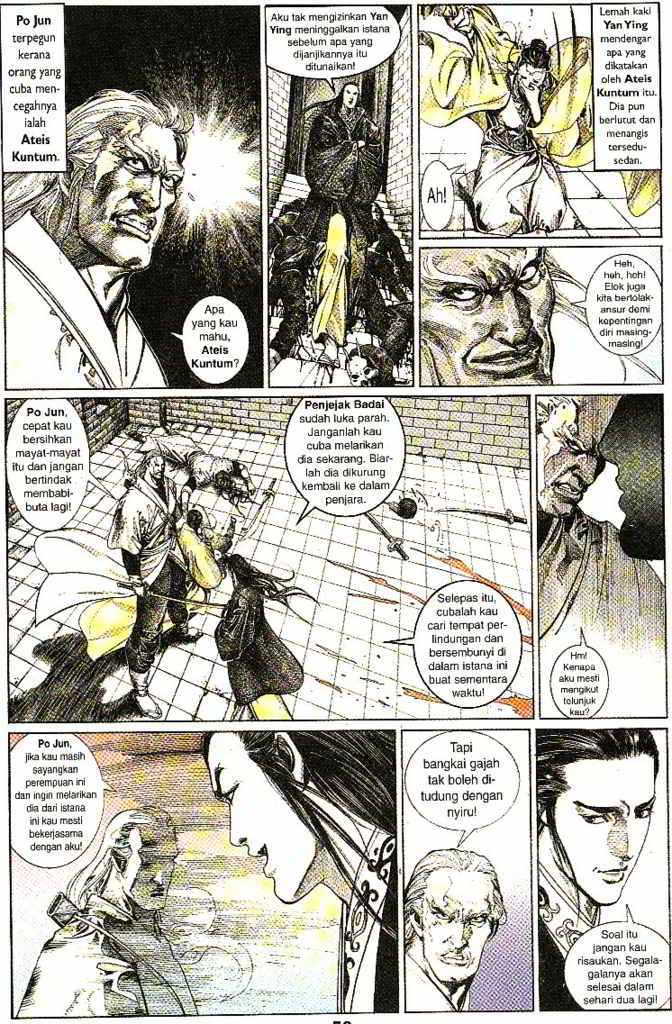 Po Jun
terpegun
kerana
orang yang
cuba men-
cegahnya
ialah
Ateis
Kuntum.
Apa
yang kau
mahu,
Ateis
Kuntum?
Aku tak mengizinkan Yan
Ying meninggalkan istana
sebelum apa yang
dijanjikannya itu
ditunaikan!
Lemah kaki
Yan Ying
mendengar
apa yang
dikatakan
oleh Ateis
Kuntum itu.
Dia pun
berlutut dan
menangis
tersedu-
sedan.
Ah!
Heh,
heh, heh!
Elok juga
kita bertolak-
ansur demi
kepentingan
diri masing-
masing!
Po Jun,
cepat kau
bersihkan
mayat-mayat
itu dan jangan
bertindak
membabi-
buta lagi!
Penjejak Badai
sudah luka parah.
Janganlah kau
cuba melarikan
dia sekarang. Biar-
lah dia dikurung
kembali ke dalam
penjara.
Selepas itu,
cubalah kau
cari tempat per-
lindungan dan
bersembunyi di
dalam istana ini
buat sementara
waktu!
Hm!
Kenapa
aku mesti
mengikut
telunjuk
kau?
Po Jun,
jika kau masih
sayangkan
perempuan ini
dan ingin melarikan
dia dari istana
ini kau mesti
bekerjasama
dengan aku!
Tapi
bangkai gajah
tak boleh di-
tudung dengan
nyiru!
Soal itu
jangan kau
risaukan. Segala-
galanya akan
selesai dalam
sehari dua lagi!